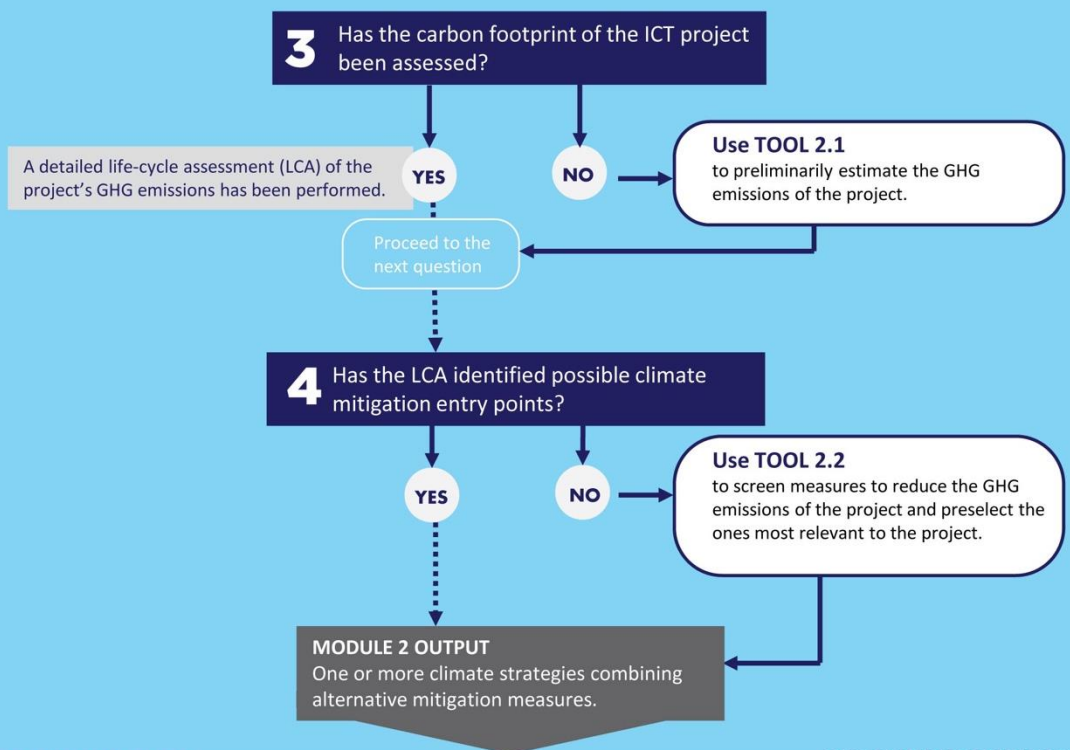 3 Has the carbon footprint of the ICT project
been assessed?
A detailed life-cycle assessment (LCA) of the
project’s GHG emissions has been performed.
YES
NO
Use TOOL 2.1
to preliminarily estimate the GHG
emissions of the project.
Proceed to the
next question
4 Has the LCA identified possible climate
mitigation entry points?
YES
NO
Use TOOL 2.2
to screen measures to reduce the GHG
emissions of the project and preselect the
ones most relevant to the project.
MODULE 2 OUTPUT
One or more climate strategies combining
alternative mitigation measures.